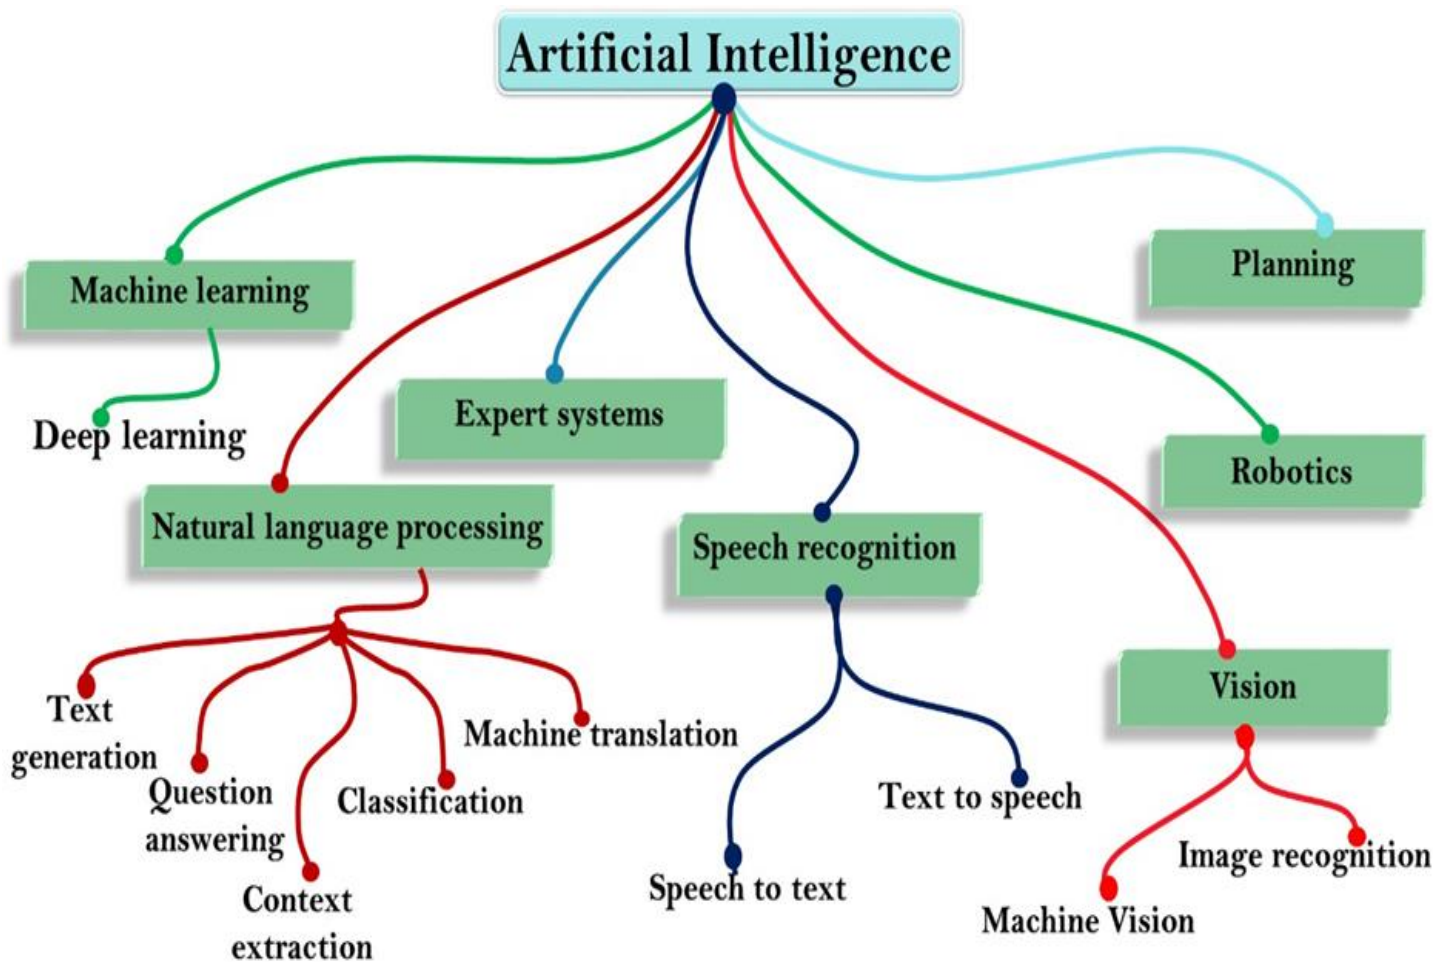 Artificial Intelligence
Planning
Machine learning
Expert systems
Deep learning
Robotics
Natural language processing
Speech recognition
Vision
Text
generation
Question
answering
Context
extraction
Classification
Machine translation
Speech to text
Text to speech
Machine Vision
Image recognition